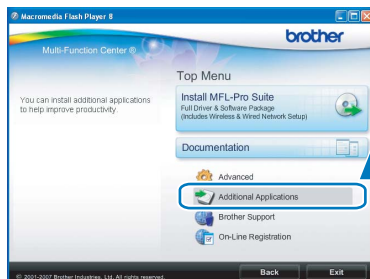 Macromedia Flash Player 8
brother
Multi-Function Center ®
Top Menu
You can install additional applications
to help improve productivity.
Install MFL-Pro Suite
Full Driver & Software Package
(Includes Wireless & Wired Network Setup)
Documentation
Advanced
Additional Applications
Brother Support
On-Line Registration
© 2001-2007 Brother Industries, Ltd. All rights reserved.
Back
Exit